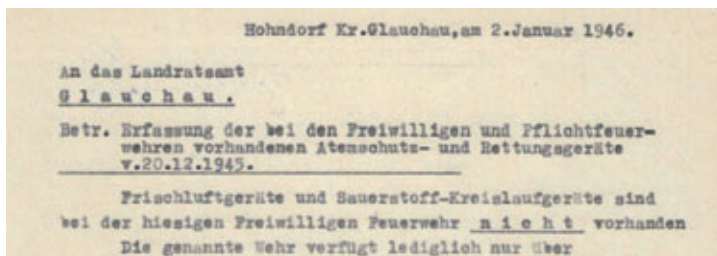 Hohndorf Kr.Glauchau,am 2.Januar 1946.
An das Landratsamt
G l a u c h a u .
Betr. Erfassung der bei den Freiwilligen und Pflichtfeuer-
wehren vorhandenen Atemschutz- und Rettungsgeräte
v.20.12.1945.
Frischluftgeräte und Sauerstoff-Kreislaufgeräte sind
bei der hiesigen Freiwilligen Feuerwehr n i c h t vorhanden
Die genannte Wehr verfügt lediglich nur über